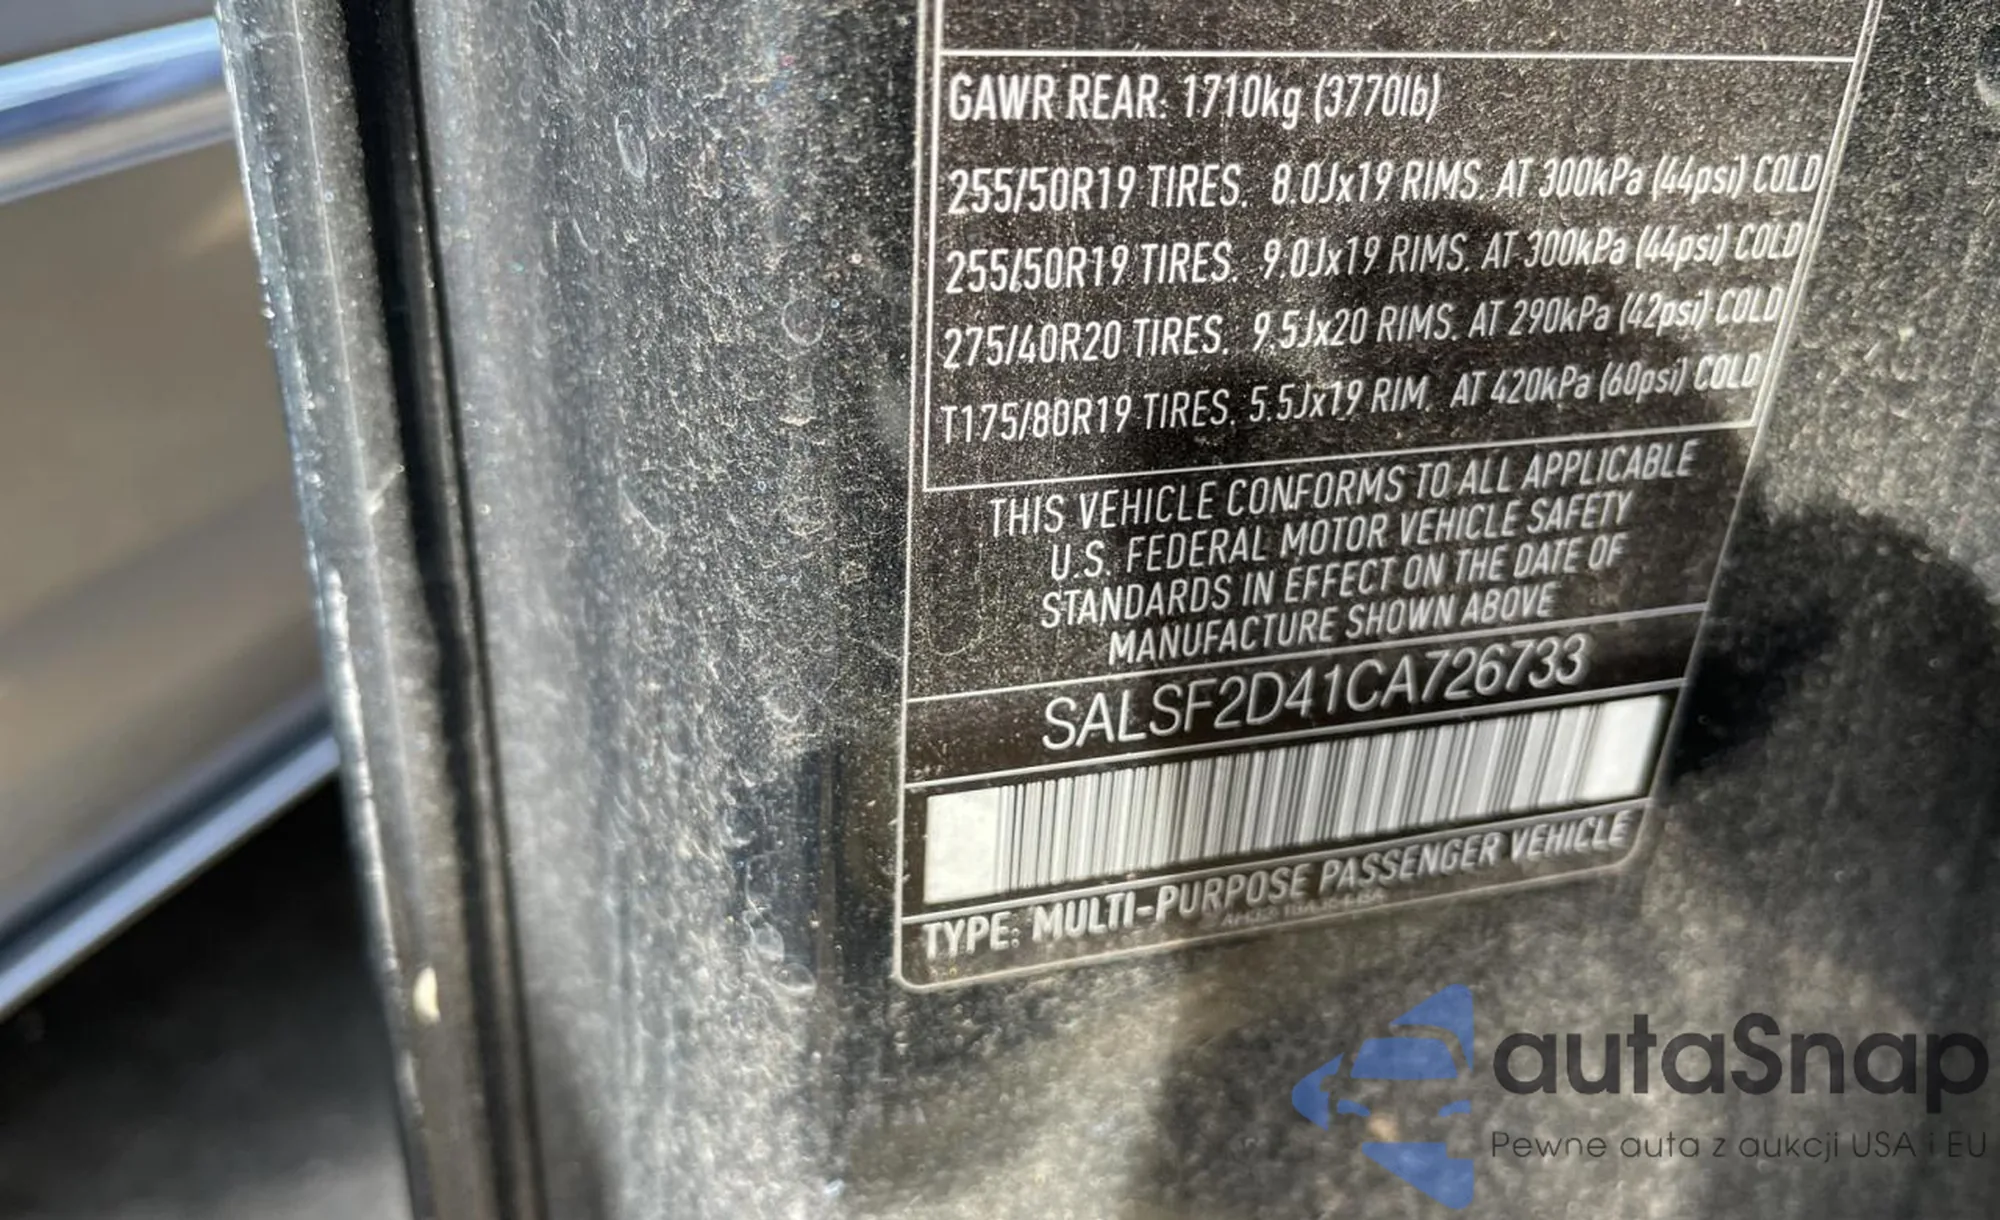 GAWR REAR: 1710kg (3770lb)
255/50R19 TIRES. 8.0Jx19 RIMS. AT 300kPa (44psi) COLD
255/50R19 TIRES. 9.0Jx19 RIMS. AT 300kPa (44psi) COLD
275/40R20 TIRES. 9.5Jx20 RIMS. AT 290kPa (42psi) COLD
T175/80R19 TIRES. 5.5Jx19 RIM. AT 420kPa (60psi) COLD
THIS VEHICLE CONFORMS TO ALL APPLICABLE
U.S. FEDERAL MOTOR VEHICLE SAFETY
STANDARDS IN EFFECT ON THE DATE OF
MANUFACTURE SHOWN ABOVE
SALSF2D41CA726733
TYPE: MULTI-PURPOSE PASSENGER VEHICLE
autaSnap
Pewne auta z aukcji USA i EU